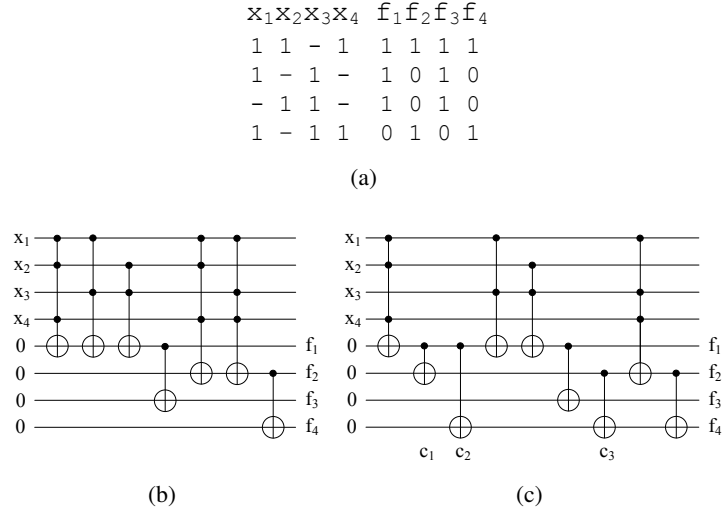 x₁x₂x₃x₄ f₁f₂f₃f₄
1 1 - 1 1 1 1 1
1 - 1 - 1 0 1 0
- 1 1 - 1 0 1 0
1 - 1 1 0 1 0 1
(a)
x₁
x₂
x₃
x₄
0 f₁
0 f₂
0 f₃
0 f₄
(b)
x₁
x₂
x₃
x₄
0 f₁
0 f₂
0 f₃
0 f₄
c₁ c₂ c₃
(c)